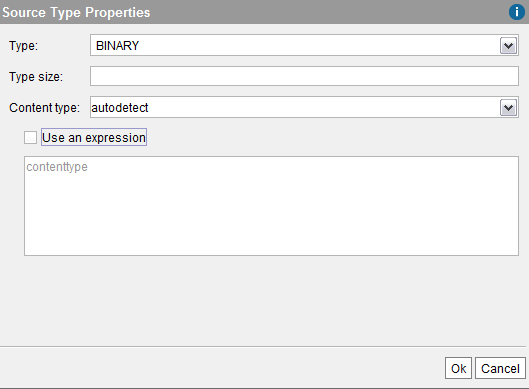 Source Type Properties i
Type: BINARY
Type size:
Content type: autodetect
Use an expression
contenttype
Ok Cancel